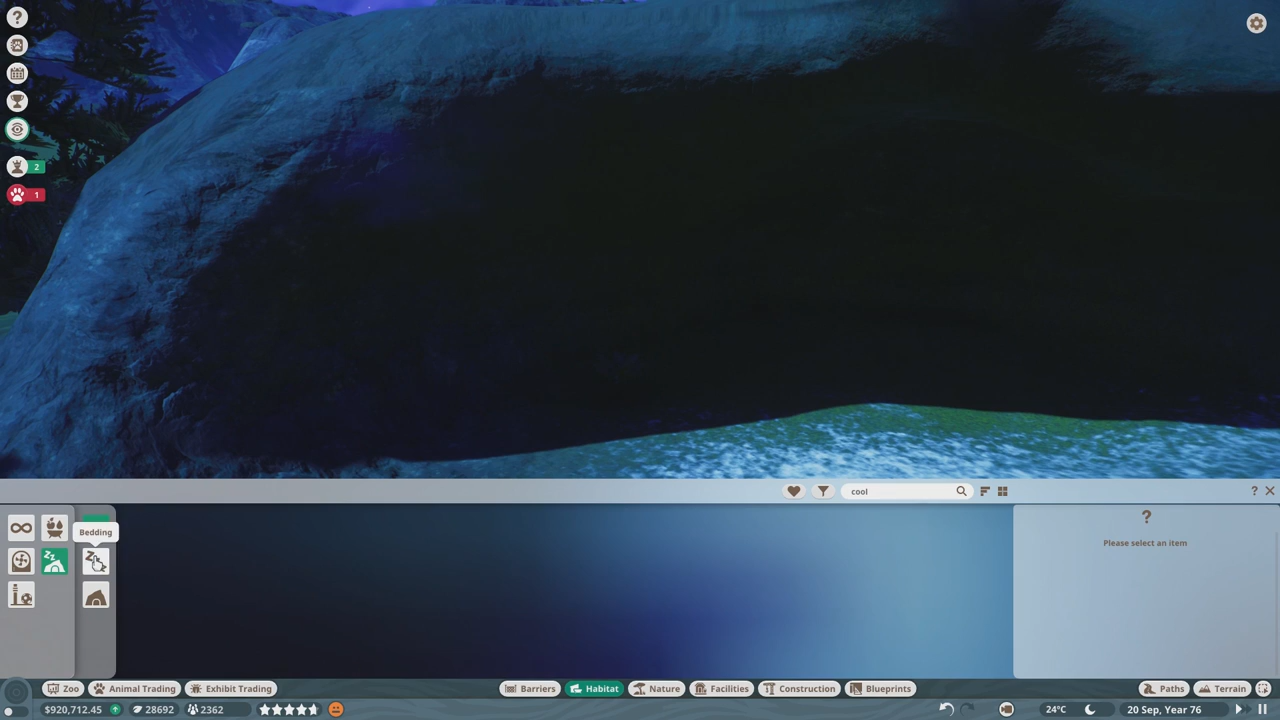 2
1
cool
Bedding
Please select an item
Zoo
Animal Trading
Exhibit Trading
Barriers
Habitat
Nature
Facilities
Construction
Blueprints
Paths
Terrain
$920,712.45
28692
2362
24°C
20 Sep, Year 76